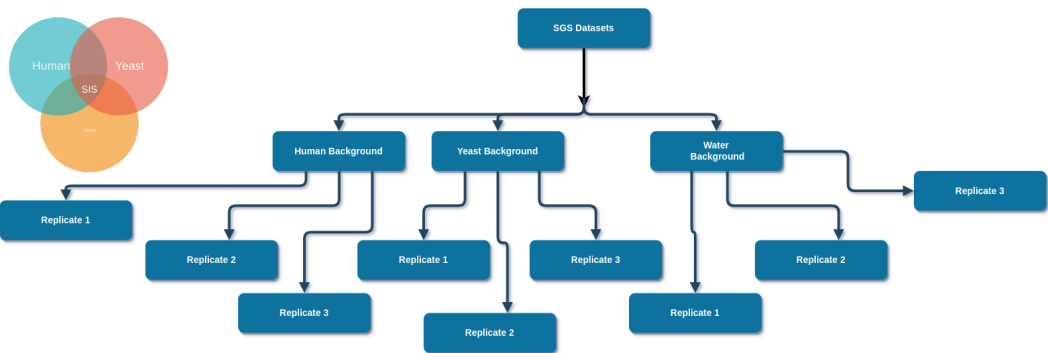 SGS Datasets
Human
Yeast
SIS
Human Background
Yeast Background
Water
Background
Replicate 3
Replicate 1
Replicate 2
Replicate 1
Replicate 3
Replicate 2
Replicate 3
Replicate 1
Replicate 2